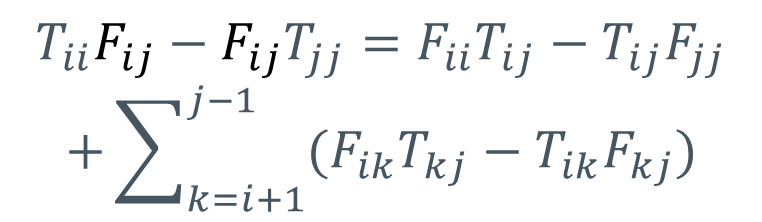 $T_{ii}F_{ij} - F_{ij}T_{jj} = F_{ii}T_{ij} - T_{ij}F_{jj}$
$+ \sum_{k=i+1}^{j-1} (F_{ik}T_{kj} - T_{ik}F_{kj})$